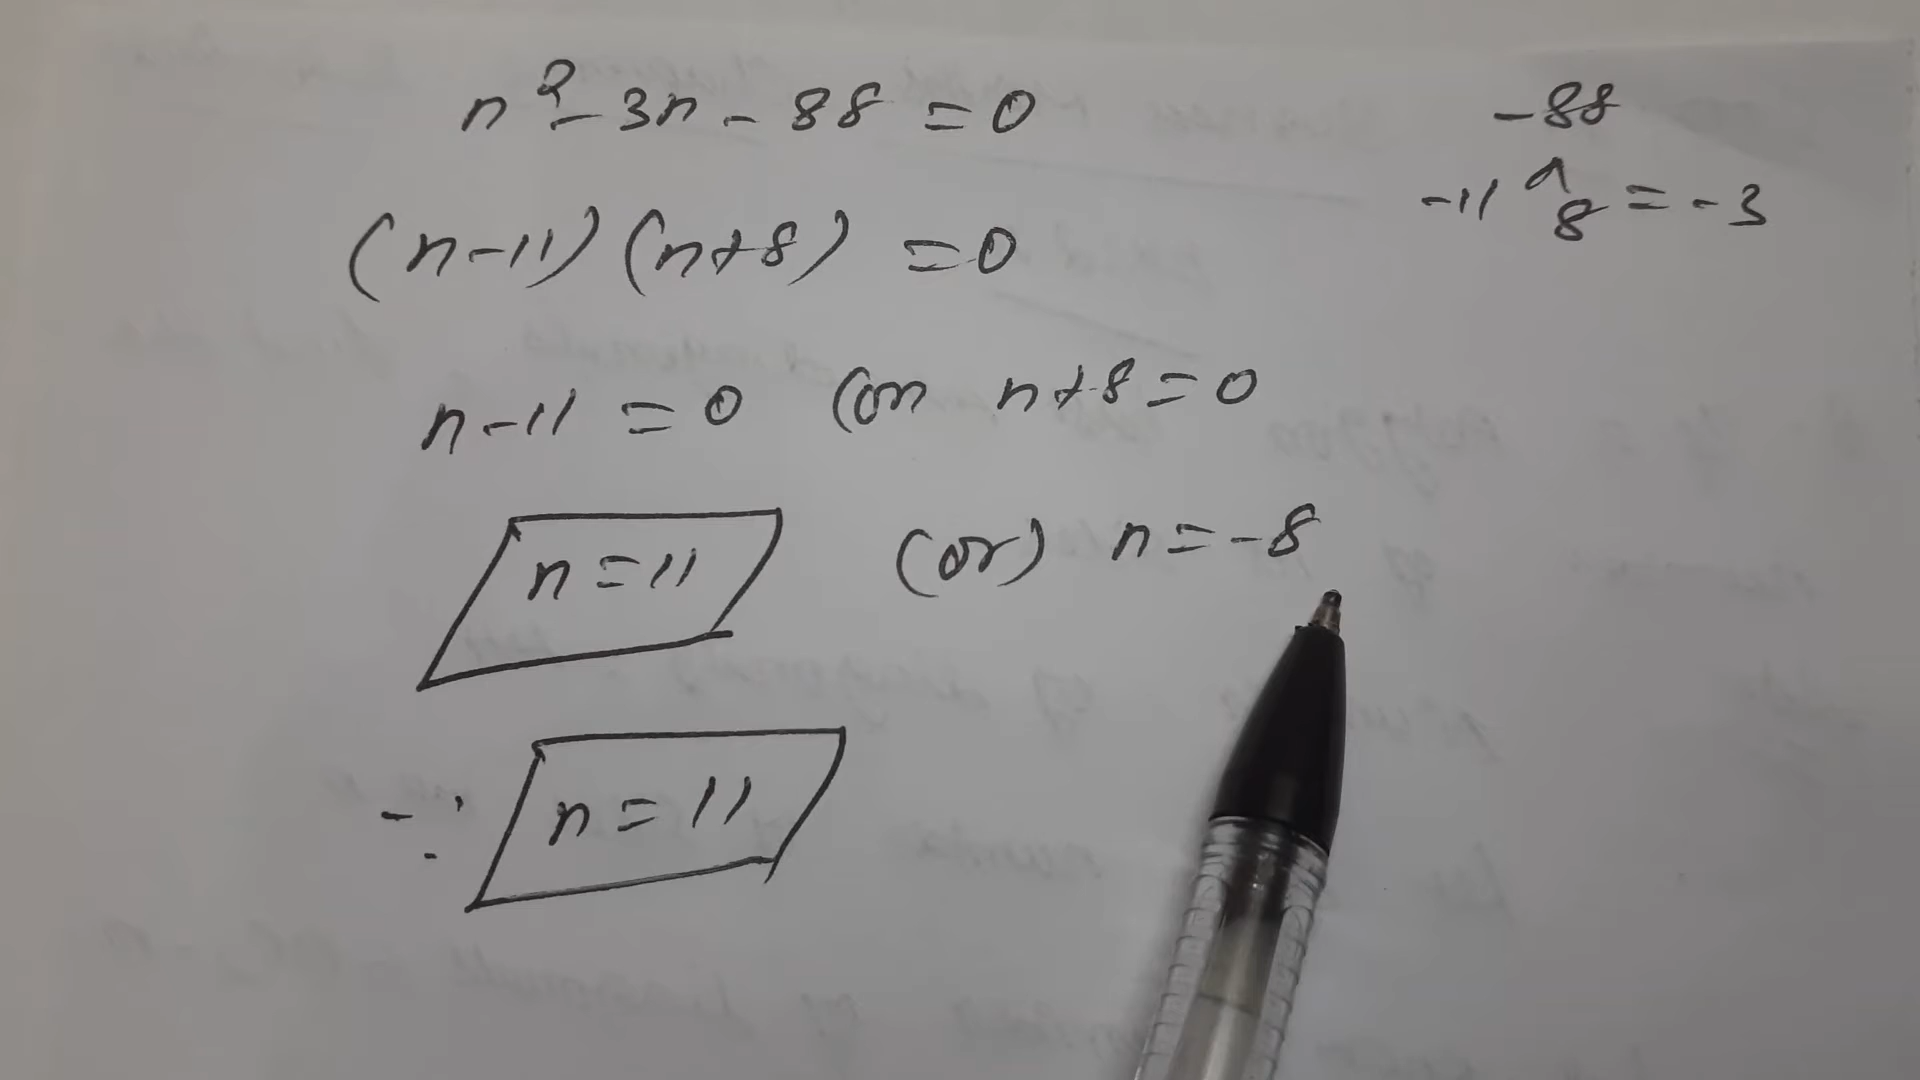 n² - 3n - 88 = 0
-88
-11 8 = -3
(n-11) (n+8) = 0
n-11 = 0 (or n+8 = 0
n = 11 (or) n = -8
∵ n = 11